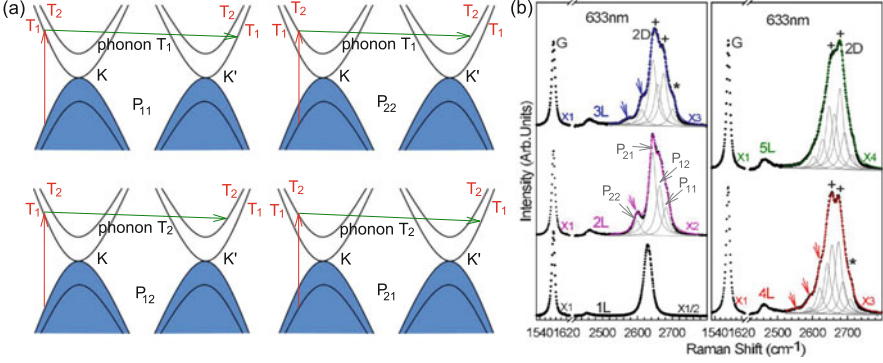 (a)
T₂
T₁
phonon T₁
T₂
T₁
K
K'
P₁₁
T₂
T₁
phonon T₁
T₂
T₁
K
K'
P₂₂
T₂
T₁
phonon T₂
T₂
T₁
K
K'
P₁₂
T₂
T₁
phonon T₂
T₂
T₁
K
K'
P₂₁
(b)
Intensity (Arb.Units)
633nm
G
2D
+
+
*
X1
3L
X3
P₂₁
P₁₂
P₂₂
P₁₁
X1
2L
X2
X1
1L
X1/2
1540 1620 2500 2600 2700
633nm
G
+
+
2D
X1
5L
X4
+
+
*
X1
4L
X3
1540 1620 2500 2600 2700
Raman Shift (cm⁻¹)